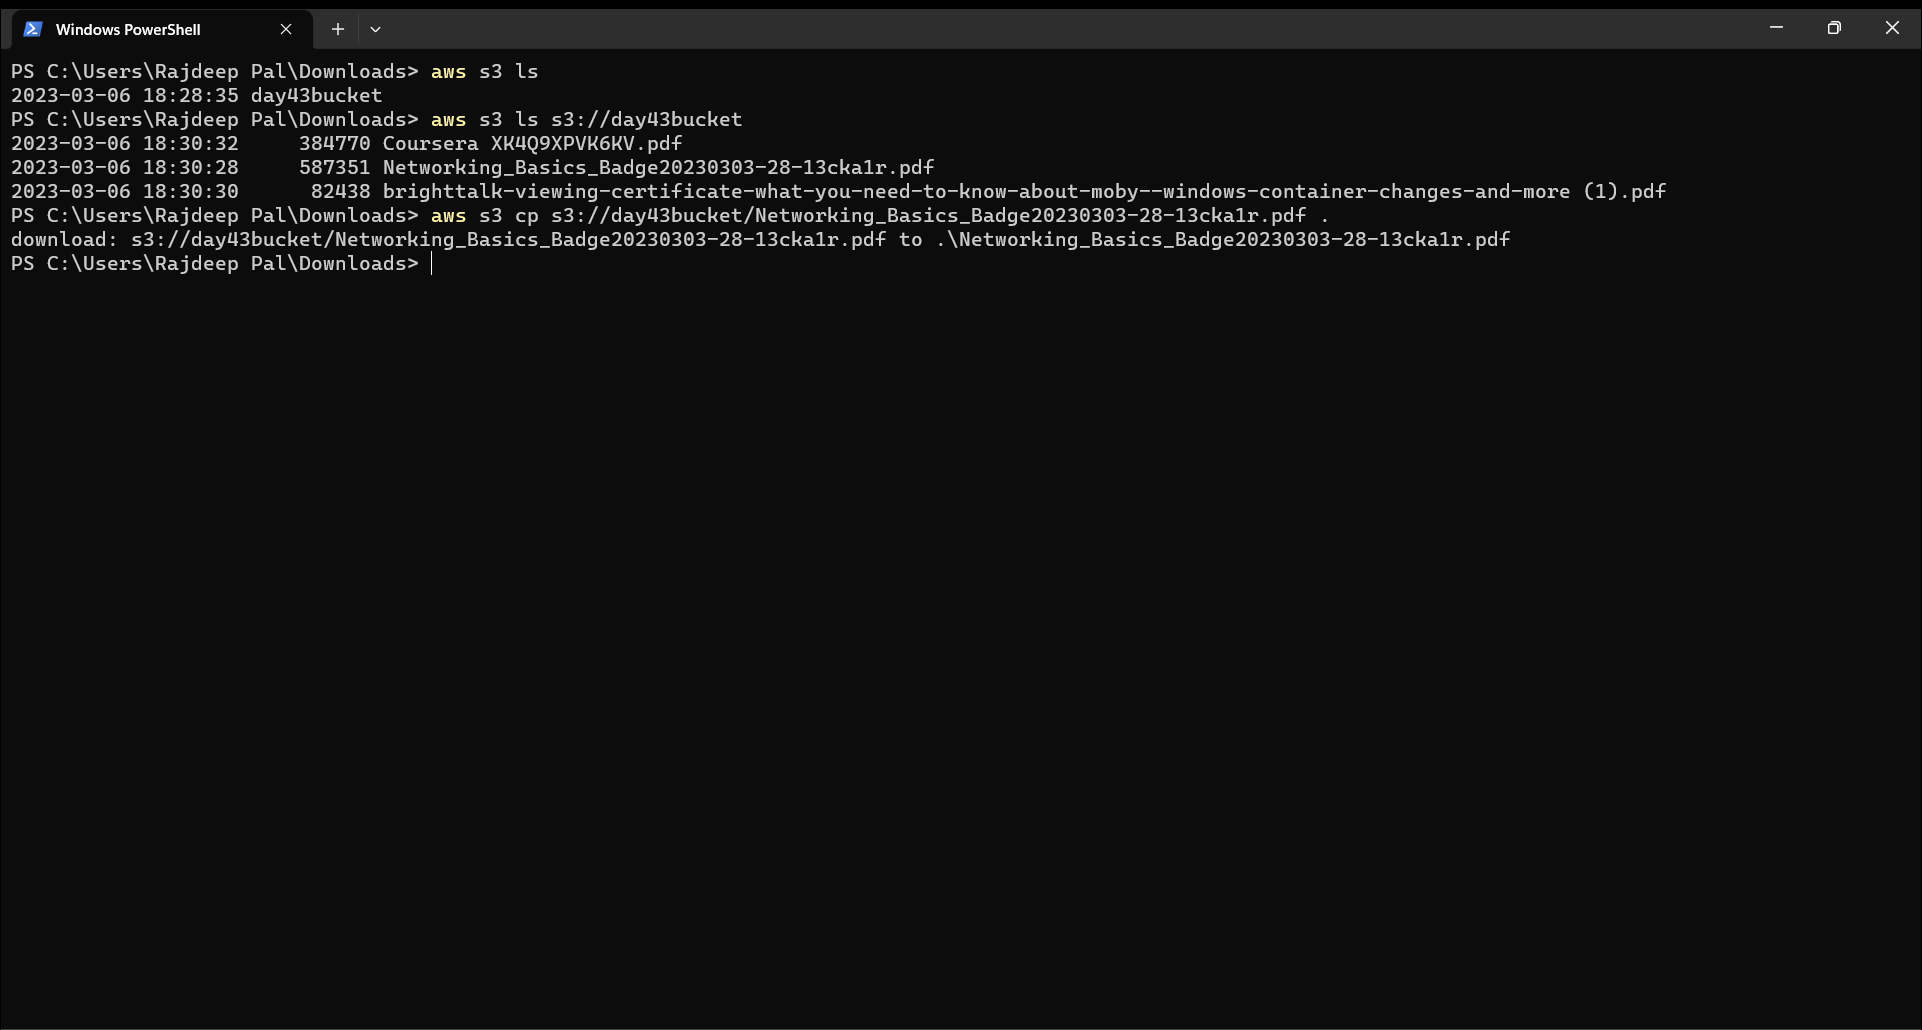 Windows PowerShell
PS C:\Users\Rajdeep Pal\Downloads> aws s3 ls
2023-03-06 18:28:35 day43bucket
PS C:\Users\Rajdeep Pal\Downloads> aws s3 ls s3://day43bucket
2023-03-06 18:30:32     384770 Coursera XK4Q9XPVK6KV.pdf
2023-03-06 18:30:28     587351 Networking_Basics_Badge20230303-28-13cka1r.pdf
2023-03-06 18:30:30      82438 brighttalk-viewing-certificate-what-you-need-to-know-about-moby--windows-container-changes-and-more (1).pdf
PS C:\Users\Rajdeep Pal\Downloads> aws s3 cp s3://day43bucket/Networking_Basics_Badge20230303-28-13cka1r.pdf .
download: s3://day43bucket/Networking_Basics_Badge20230303-28-13cka1r.pdf to .\Networking_Basics_Badge20230303-28-13cka1r.pdf
PS C:\Users\Rajdeep Pal\Downloads>